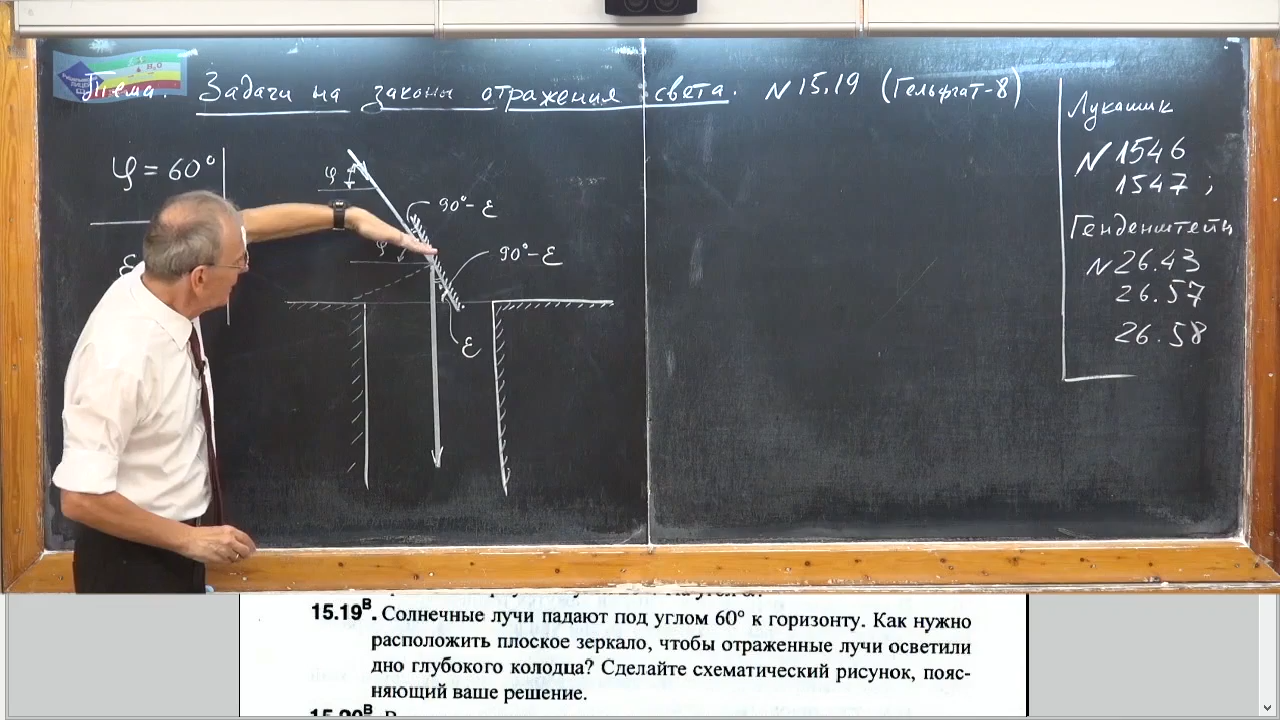 Тема. Задачи на законы отражения света. N 15.19 (Гельфгат-8)
φ = 60°
ε
φ
90° - ε
φ
90° - ε
ε
Лукашик
N 1546
1547 ;
Генденштейн
N 26.43
26.57
26.58
15.19В. Солнечные лучи падают под углом 60° к горизонту. Как нужно
расположить плоское зеркало, чтобы отраженные лучи осветили
дно глубокого колодца? Сделайте схематический рисунок, пояс-
няющий ваше решение.